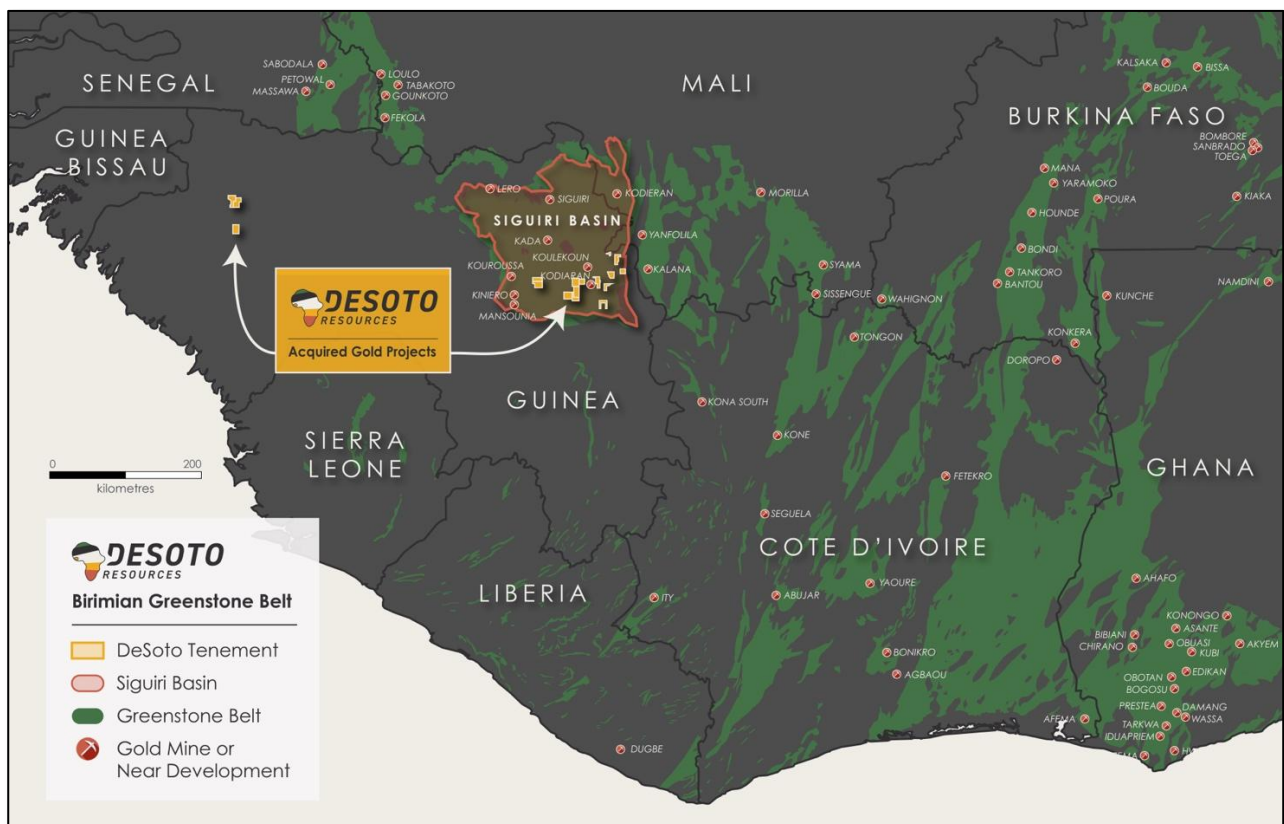 SENEGAL
GUINEA
-BISSAU
MALI
BURKINA FASO
SABODALA
PETOWAL
MASSAWA
LOULO
TABAKOTO
GOUNKOTO
FEKOLA
KALSAKA
BISSA
BOUDA
BOMBORE
SANBRADO
TOEGA
MANA
YARAMOKO
HOUNDE
POURA
KIAKA
BONDI
TANKORO
BANTOU
KUNCHE
NAMDINI
KONKERA
DOROPO
LERO
SIGUIRI
KODIERAN
SIGUIRI BASIN
KADA
KOULEKOUN
KOUROUSSA
KODIARAN
KINIERO
MANSOUNIA
YANFOLILA
KALANA
MORILLA
SYAMA
SISSENGUE
WAHIGNON
TONGON
DESOTO
RESOURCES
Acquired Gold Projects
GUINEA
SIERRA
LEONE
KONA SOUTH
KONE
FETEKRO
GHANA
0
200
kilometres
SEGUELA
COTE D'IVOIRE
LIBERIA
ITY
ABUJAR
YAOURE
BONIKRO
AGBAOU
AFEMA
DUGBE
AHAFO
KONONGO
ASANTE
BIBIANI
CHIRANO
OBUASI
KUBI
AKYEM
OBOTAN
EDIKAN
BOGOSU
PRESTEA
DAMANG
WASSA
TARKWA
IDUAPRIEM
DESOTO
RESOURCES
Birimian Greenstone Belt
DeSoto Tenement
Siguiri Basin
Greenstone Belt
Gold Mine or
Near Development